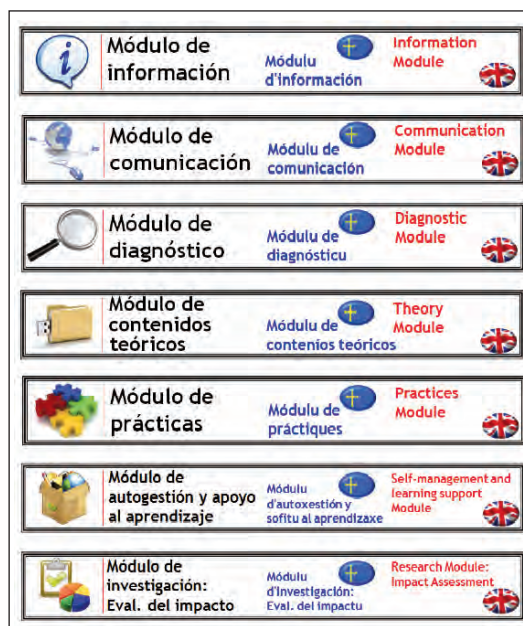 Módulo de
información
Módulu
d'información
Information
Module
Módulo de
comunicación
Módulu de
comunicación
Communication
Module
Módulo de
diagnóstico
Módulu de
diagnósticu
Diagnostic
Module
Módulo de
contenidos
teóricos
Módulu de
contenios teóricos
Theory
Module
Módulo de
prácticas
Módulu de
práctiques
Practices
Module
Módulo de
autogestión y apoyo
al aprendizaje
Módulu
d'autoxestión y
sofitu al aprendizaxe
Self-management and
learning support
Module
Módulo de
investigación:
Eval. del impacto
Módulu
d'Investigación:
Eval. del impactu
Research Module:
Impact Assessment